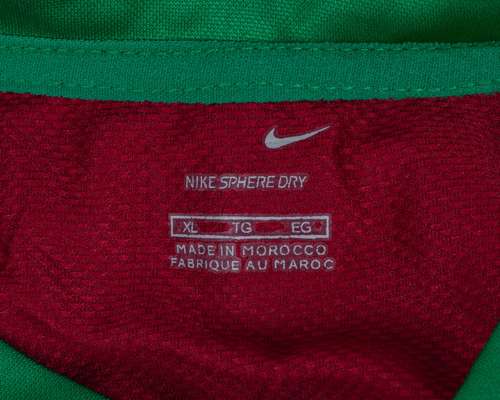 NIKE SPHERE DRY
XL TG EG
MADE IN MOROCCO
FABRIQUE AU MAROC